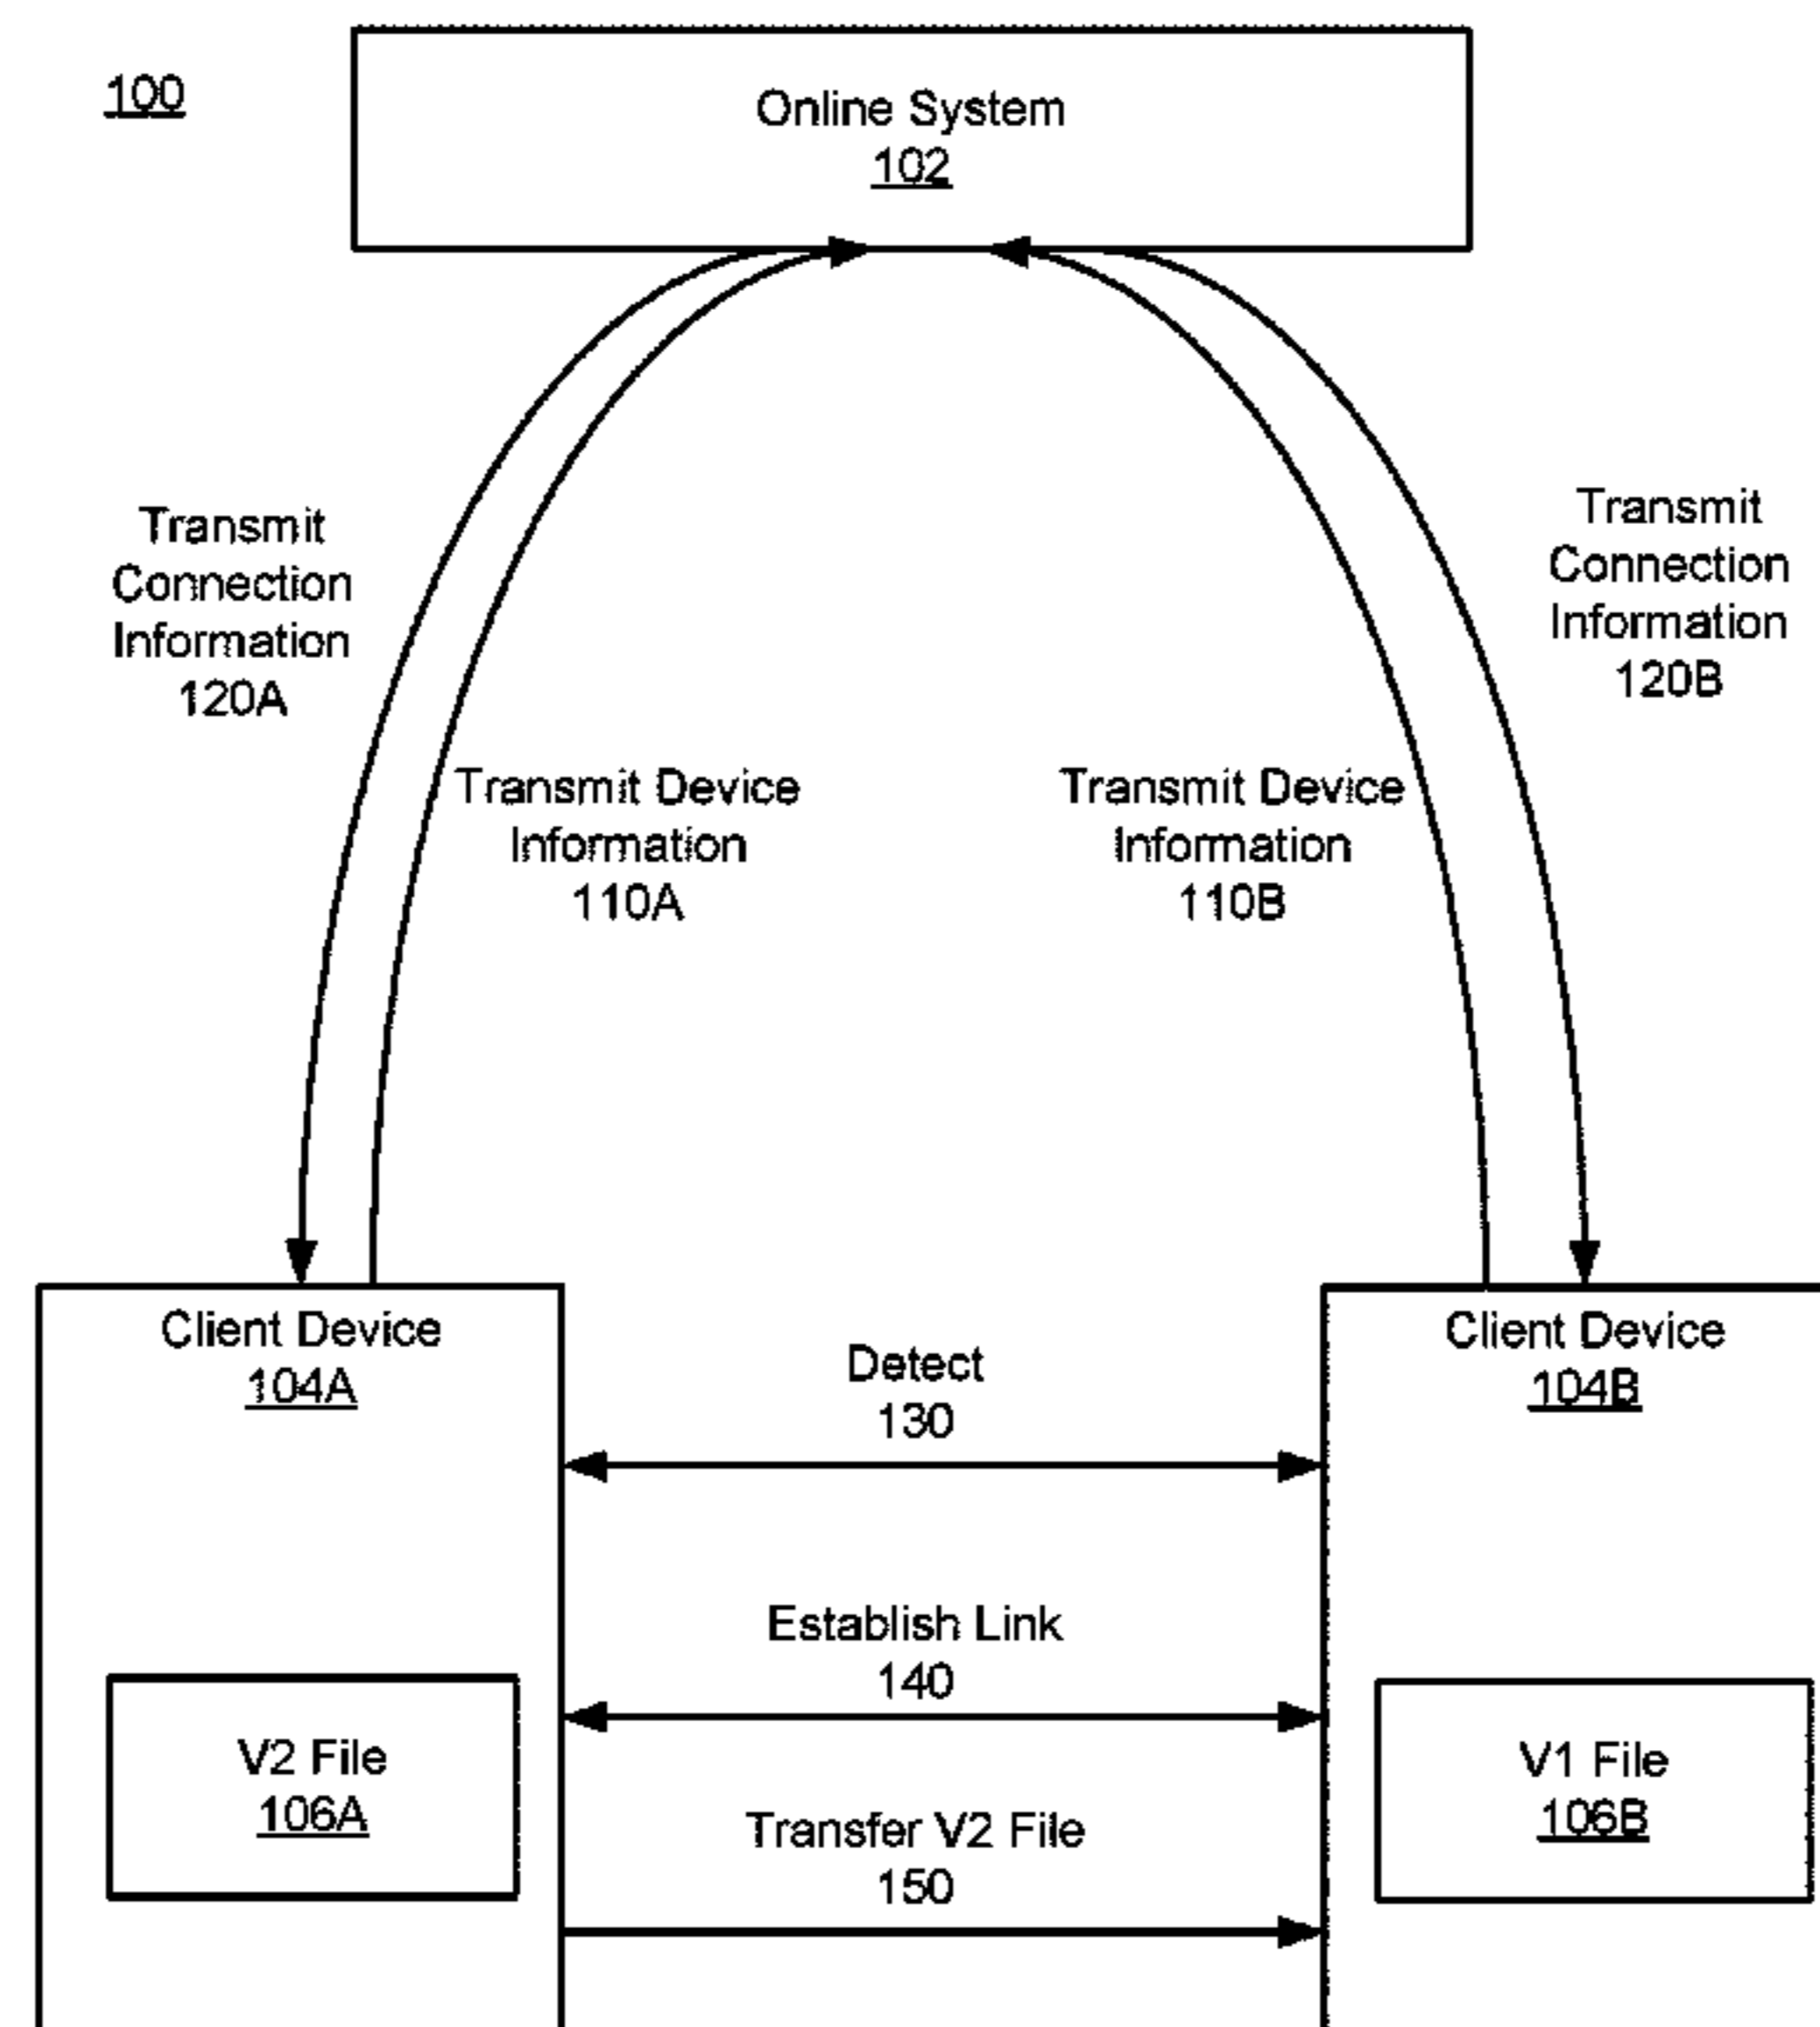 100
Online System
102
Transmit
Connection
Information
120A
Transmit
Connection
Information
120B
Transmit Device
Information
110A
Transmit Device
Information
110B
Client Device
104A
Detect
130
Client Device
104B
Establish Link
140
V2 File
106A
V1 File
106B
Transfer V2 File
150